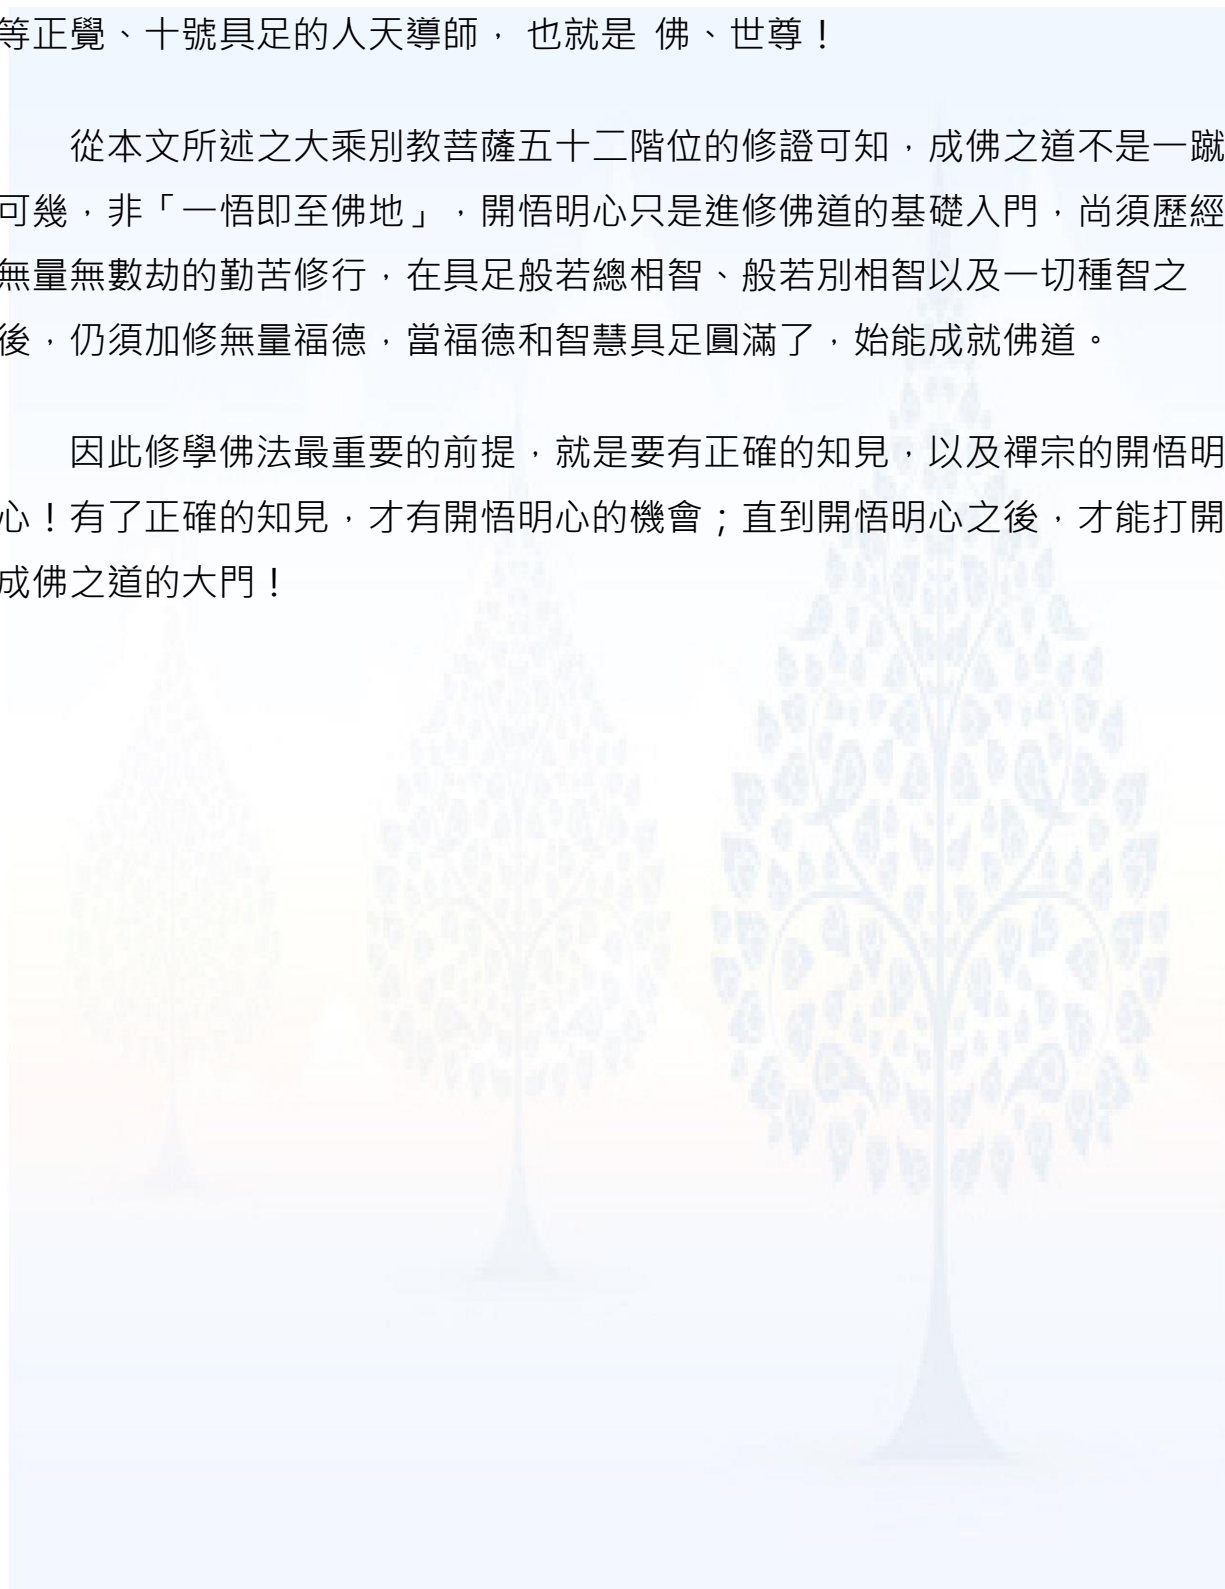 等正覺、十號具足的人天導師， 也就是 佛、世尊！
從本文所述之大乘別教菩薩五十二階位的修證可知，成佛之道不是一蹴
可幾，非「一悟即至佛地」，開悟明心只是進修佛道的基礎入門，尚須歷經
無量無數劫的勤苦修行，在具足般若總相智、般若別相智以及一切種智之
後，仍須加修無量福德，當福德和智慧具足圓滿了，始能成就佛道。
因此修學佛法最重要的前提，就是要有正確的知見，以及禪宗的開悟明
心！有了正確的知見，才有開悟明心的機會；直到開悟明心之後，才能打開
成佛之道的大門！